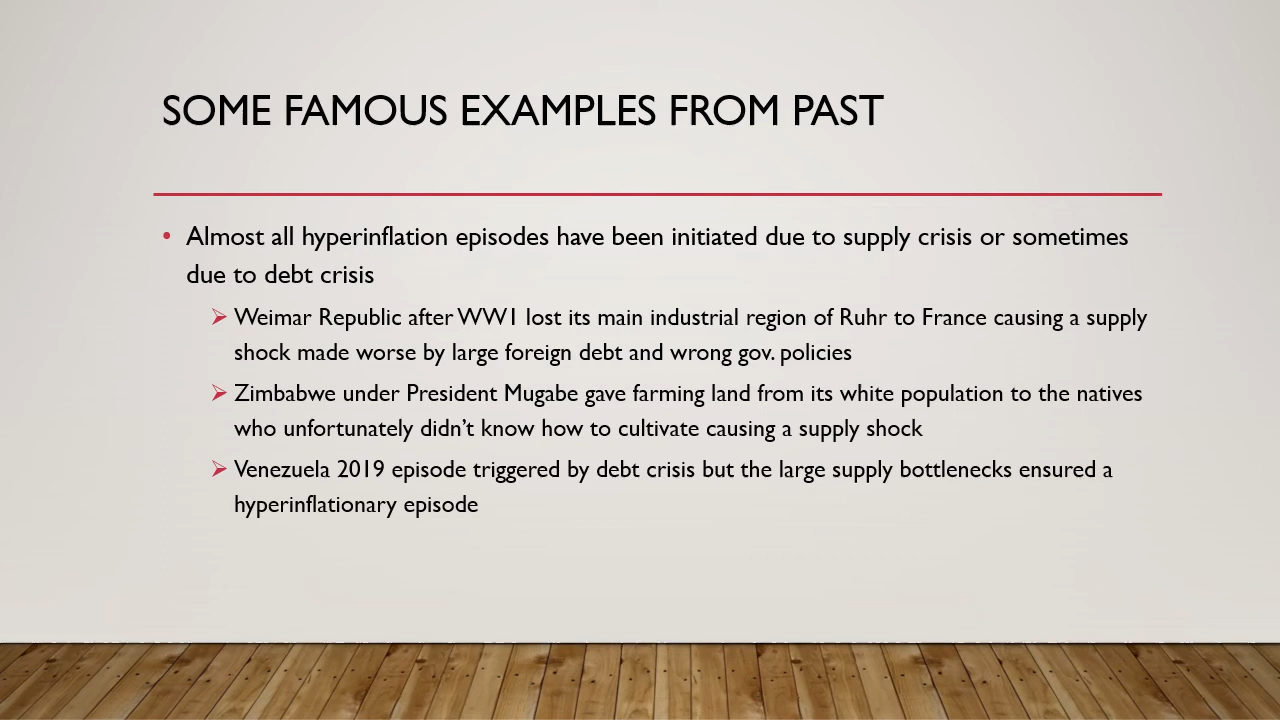 SOME FAMOUS EXAMPLES FROM PAST
• Almost all hyperinflation episodes have been initiated due to supply crisis or sometimes
due to debt crisis
➢ Weimar Republic after WW1 lost its main industrial region of Ruhr to France causing a supply
shock made worse by large foreign debt and wrong gov. policies
➢ Zimbabwe under President Mugabe gave farming land from its white population to the natives
who unfortunately didn’t know how to cultivate causing a supply shock
➢ Venezuela 2019 episode triggered by debt crisis but the large supply bottlenecks ensured a
hyperinflationary episode